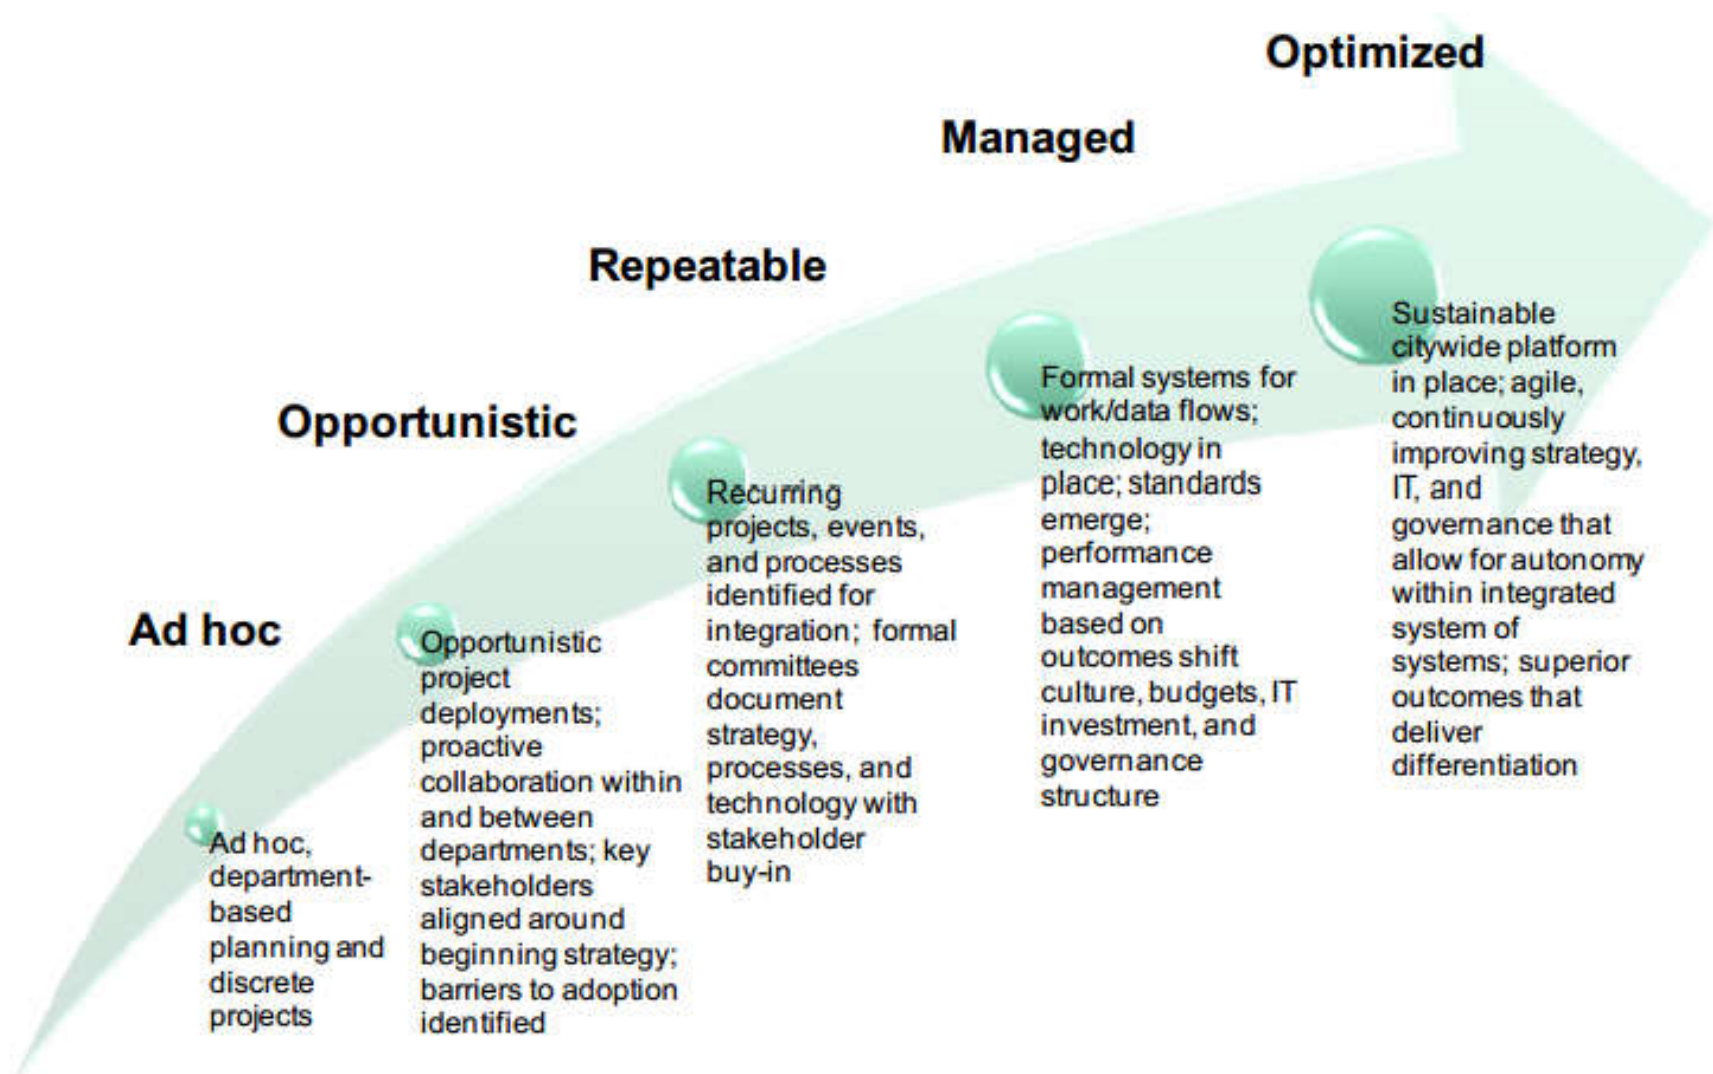 Optimized
Managed
Repeatable
Opportunistic
Ad hoc
Ad hoc,
department-
based
planning and
discrete
projects
Opportunistic
project
deployments;
proactive
collaboration within
and between
departments; key
stakeholders
aligned around
beginning strategy;
barriers to adoption
identified
Recurring
projects, events,
and processes
identified for
integration; formal
committees
document
strategy,
processes, and
technology with
stakeholder
buy-in
Formal systems for
work/data flows;
technology in
place; standards
emerge;
performance
management
based on
outcomes shift
culture, budgets, IT
investment, and
governance
structure
Sustainable
citywide platform
in place; agile,
continuously
improving strategy,
IT, and
governance that
allow for autonomy
within integrated
system of
systems; superior
outcomes that
deliver
differentiation